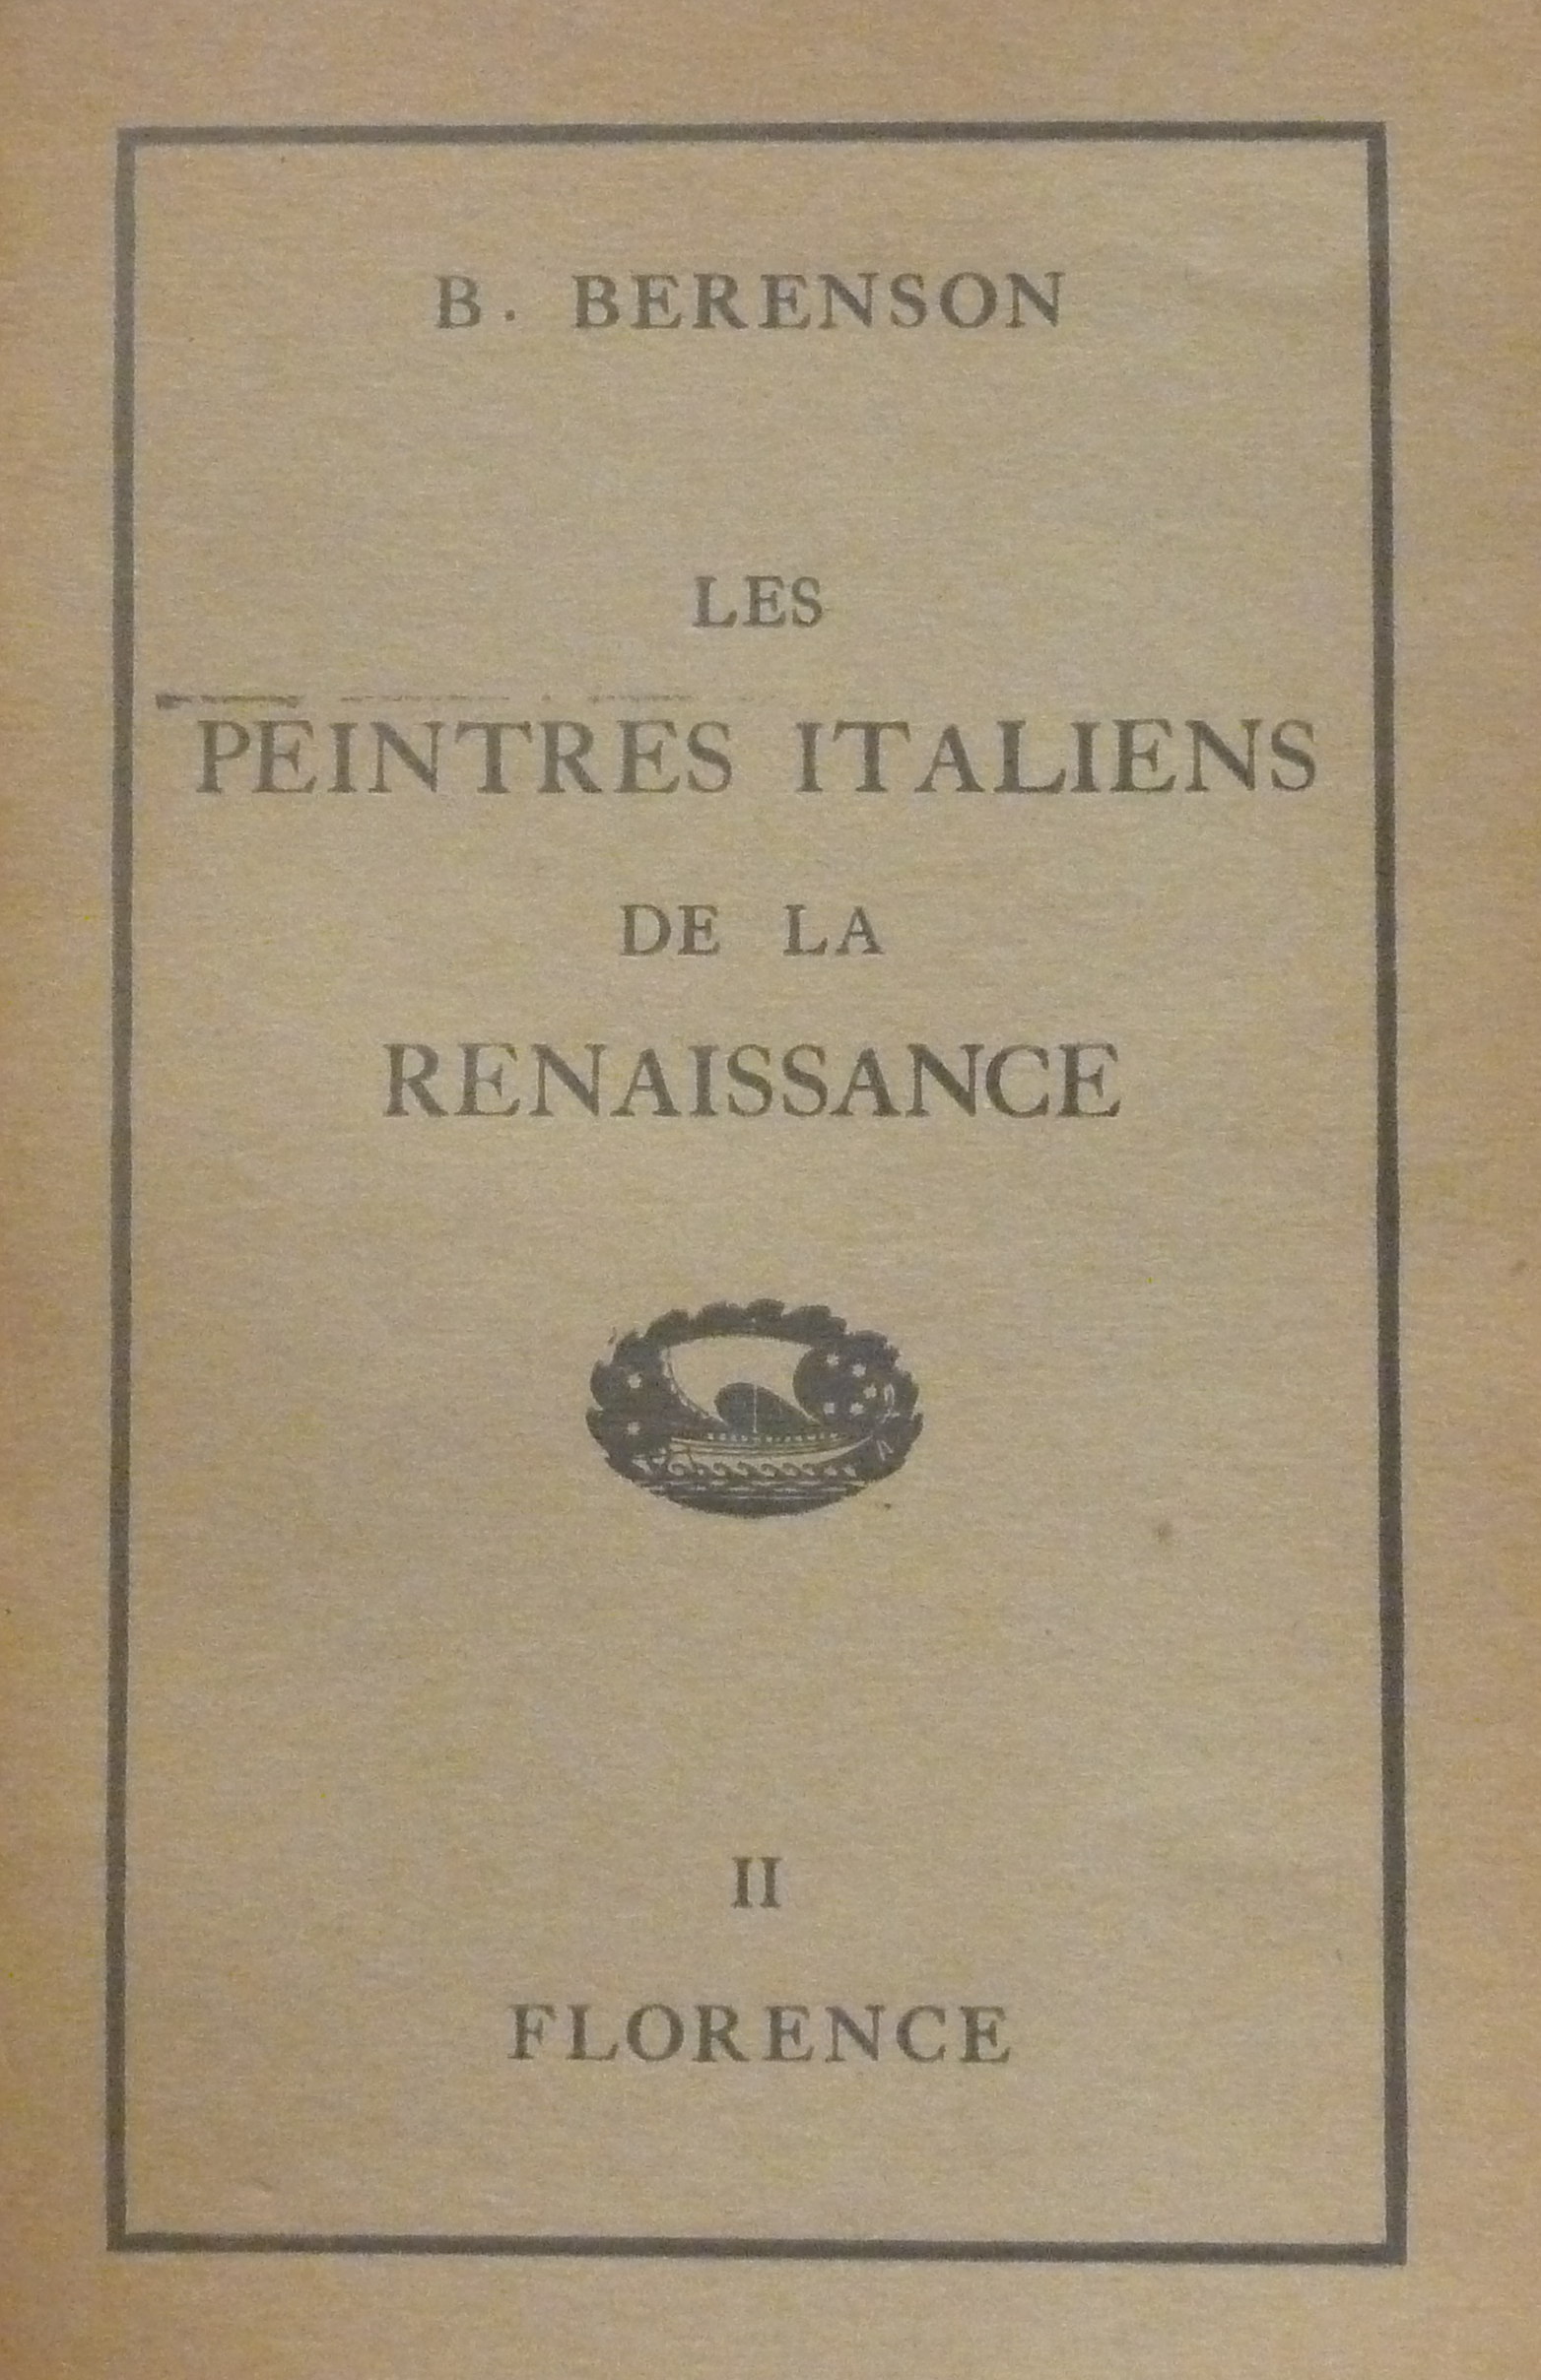 B. BERENSON
LES
PEINTRES ITALIENS
DE LA
RENAISSANCE
II
FLORENCE